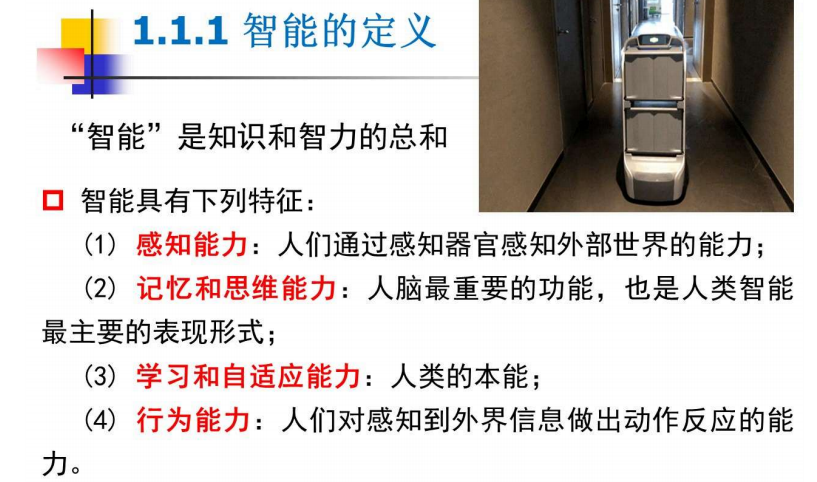 1.1.1 智能的定义
“智能”是知识和智力的总和
智能具有下列特征：
(1) 感知能力：人们通过感知器官感知外部世界的能力；
(2) 记忆和思维能力：人脑最重要的功能，也是人类智能
最主要的表现形式；
(3) 学习和自适应能力：人类的本能；
(4) 行为能力：人们对感知到外界信息做出动作反应的能
力。